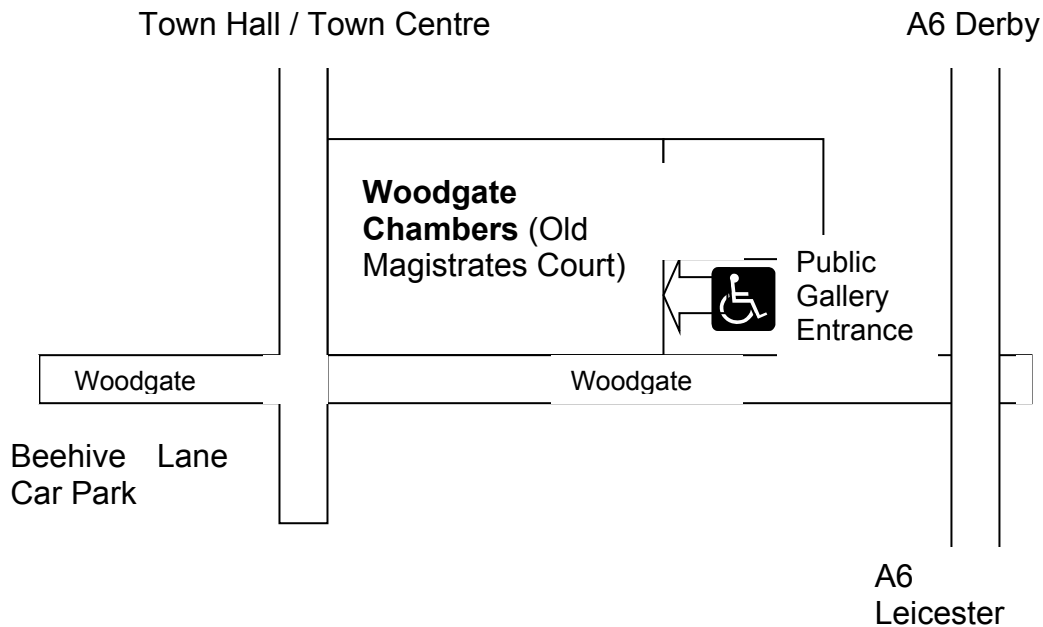 Town Hall / Town Centre
A6 Derby
Woodgate
Chambers (Old
Magistrates Court)
Public
Gallery
Entrance
Woodgate
Woodgate
Beehive Lane
Car Park
A6
Leicester